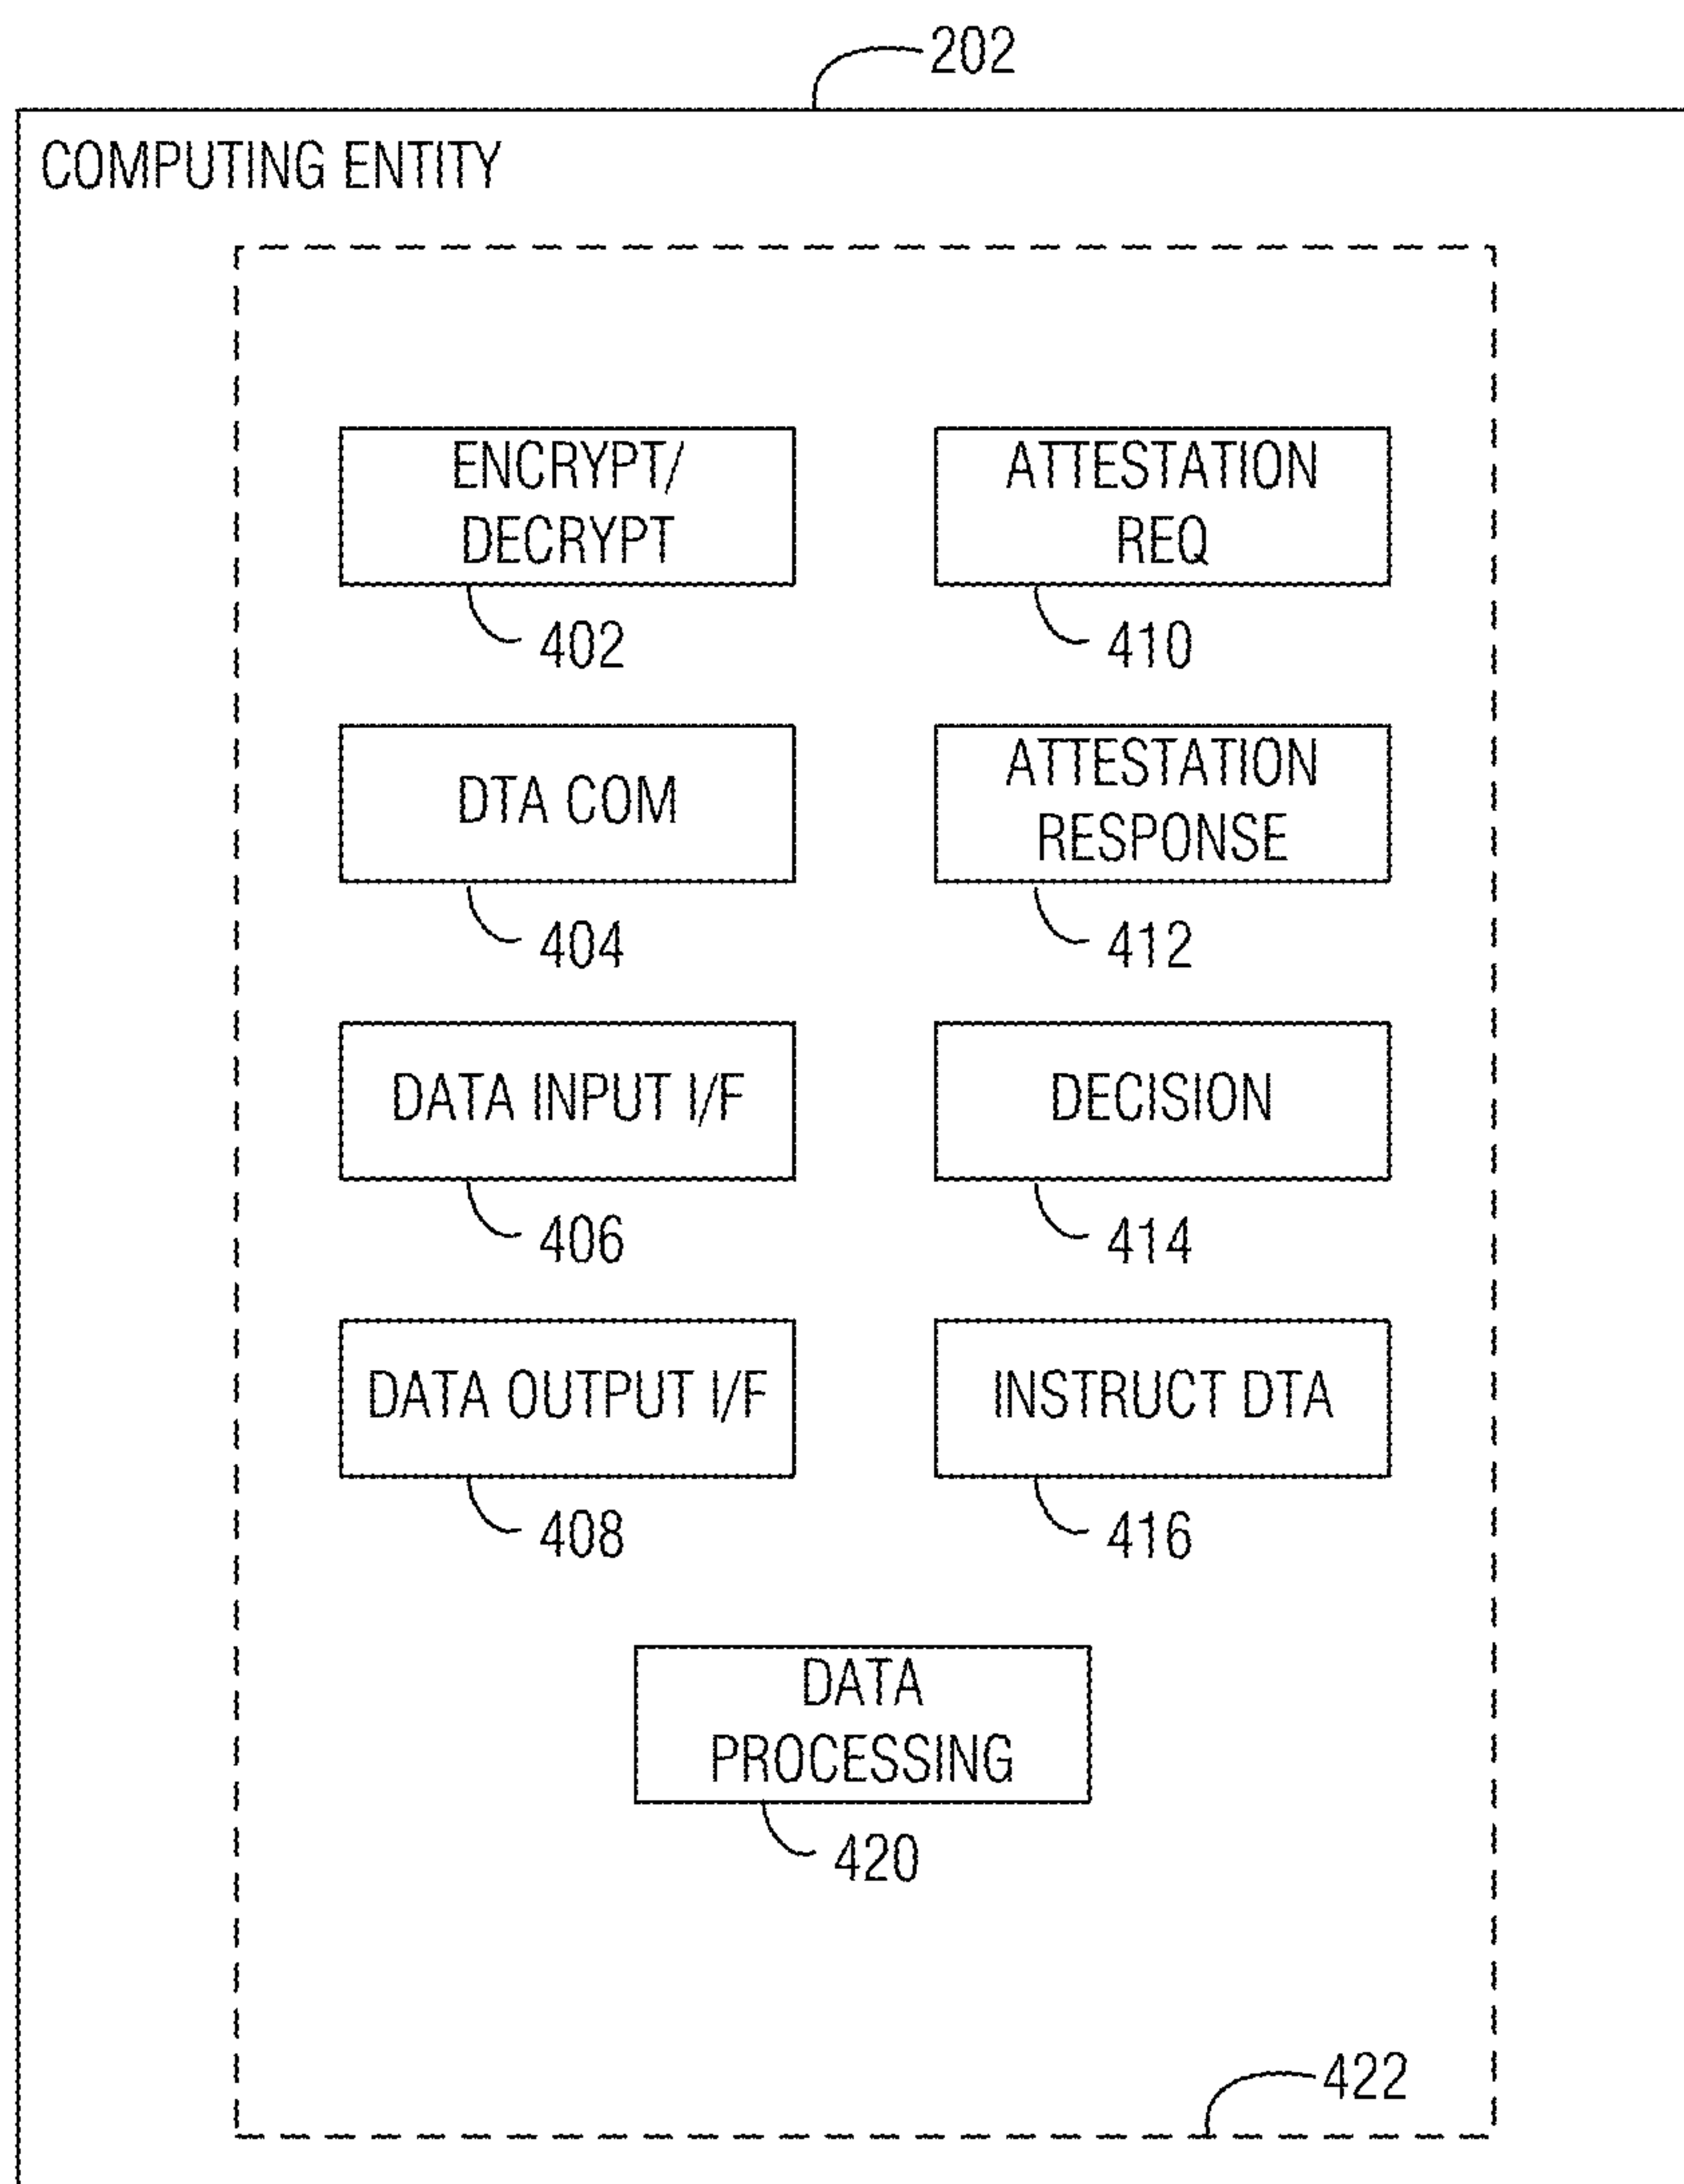 202
COMPUTING ENTITY
ENCRYPT/
DECRYPT
402
ATTESTATION
REQ
410
DTA COM
404
ATTESTATION
RESPONSE
412
DATA INPUT I/F
406
DECISION
414
DATA OUTPUT I/F
408
INSTRUCT DTA
416
DATA
PROCESSING
420
422